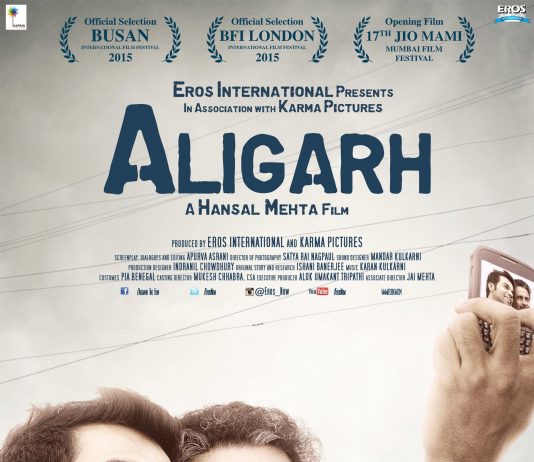 KARMA
EROS
INTERNATIONAL
Official Selection
BUSAN
INTERNATIONAL FILM FESTIVAL
2015
Official Selection
BFI LONDON
INTERNATIONAL FILM FESTIVAL
2015
Opening Film
17TH JIO MAMI
MUMBAI FILM
FESTIVAL
EROS INTERNATIONAL PRESENTS
IN ASSOCIATION WITH KARMA PICTURES
ALIGARH
A HANSAL MEHTA FILM
PRODUCED BY EROS INTERNATIONAL AND KARMA PICTURES
SCREENPLAY, DIALOGUES AND EDITING APURVA ASRANI DIRECTOR OF PHOTOGRAPHY SATYA RAI NAGPAUL SOUND DESIGNER MANDAR KULKARNI
PRODUCTION DESIGNER INDRANIL CHOWDHURY ORIGINAL STORY AND RESEARCH ISHANI BANERJEE MUSIC KARAN KULKARNI
COSTUMES PIA BENEGAL CASTING DIRECTOR MUKESH CHHABRA, CSA EXECUTIVE PRODUCER ALOK UMAKANT TRIPATHI ASSOCIATE DIRECTOR JAI MEHTA
f @Eros_Now YouTube